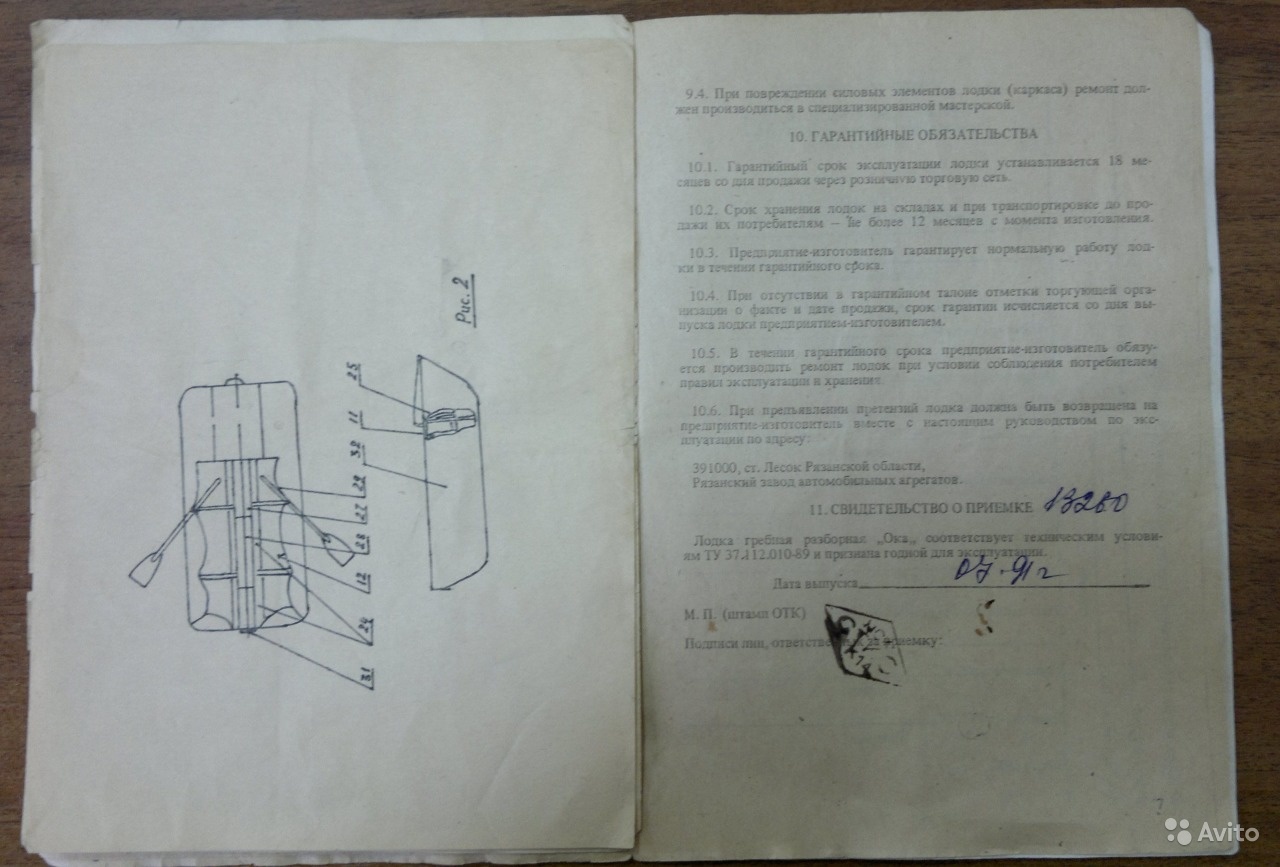 Рис. 2
25
11
32
29
27
28
12
24
31
9.4. При повреждении силовых элементов лодки (каркаса) ремонт дол-
жен производиться в специализированной мастерской.
10. ГАРАНТИЙНЫЕ ОБЯЗАТЕЛЬСТВА
10.1. Гарантийный срок эксплуатации лодки устанавливается 18 ме-
сяцев со дня продажи через розничную торговую сеть.
10.2. Срок хранения лодок на складах и при транспортировке до про-
дажи их потребителям — не более 12 месяцев с момента изготовления.
10.3. Предприятие-изготовитель гарантирует нормальную работу лод-
ки в течении гарантийного срока.
10.4. При отсутствии в гарантийном талоне отметки торгующей орга-
низации о факте и дате продажи, срок гарантии исчисляется со дня вы-
пуска лодки предприятием-изготовителем.
10.5. В течении гарантийного срока предприятие-изготовитель обязу-
ется производить ремонт лодок при условии соблюдения потребителем
правил эксплуатации и хранения.
10.6. При предъявлении претензий лодка должна быть возвращена на
предприятие-изготовитель вместе с настоящим руководством по экс-
плуатации по адресу:
391000, ст. Лесок Рязанской области,
Рязанский завод автомобильных агрегатов.
11. СВИДЕТЕЛЬСТВО О ПРИЕМКЕ 13260
Лодка гребная разборная „Ока„ соответствует техническим услови-
ям ТУ 37.112.010-89 и признана годной для эксплуатации.
Дата выпуска 07-91г
М. П. (штамп ОТК)
Подписи лиц, за приемку:
7
Avito